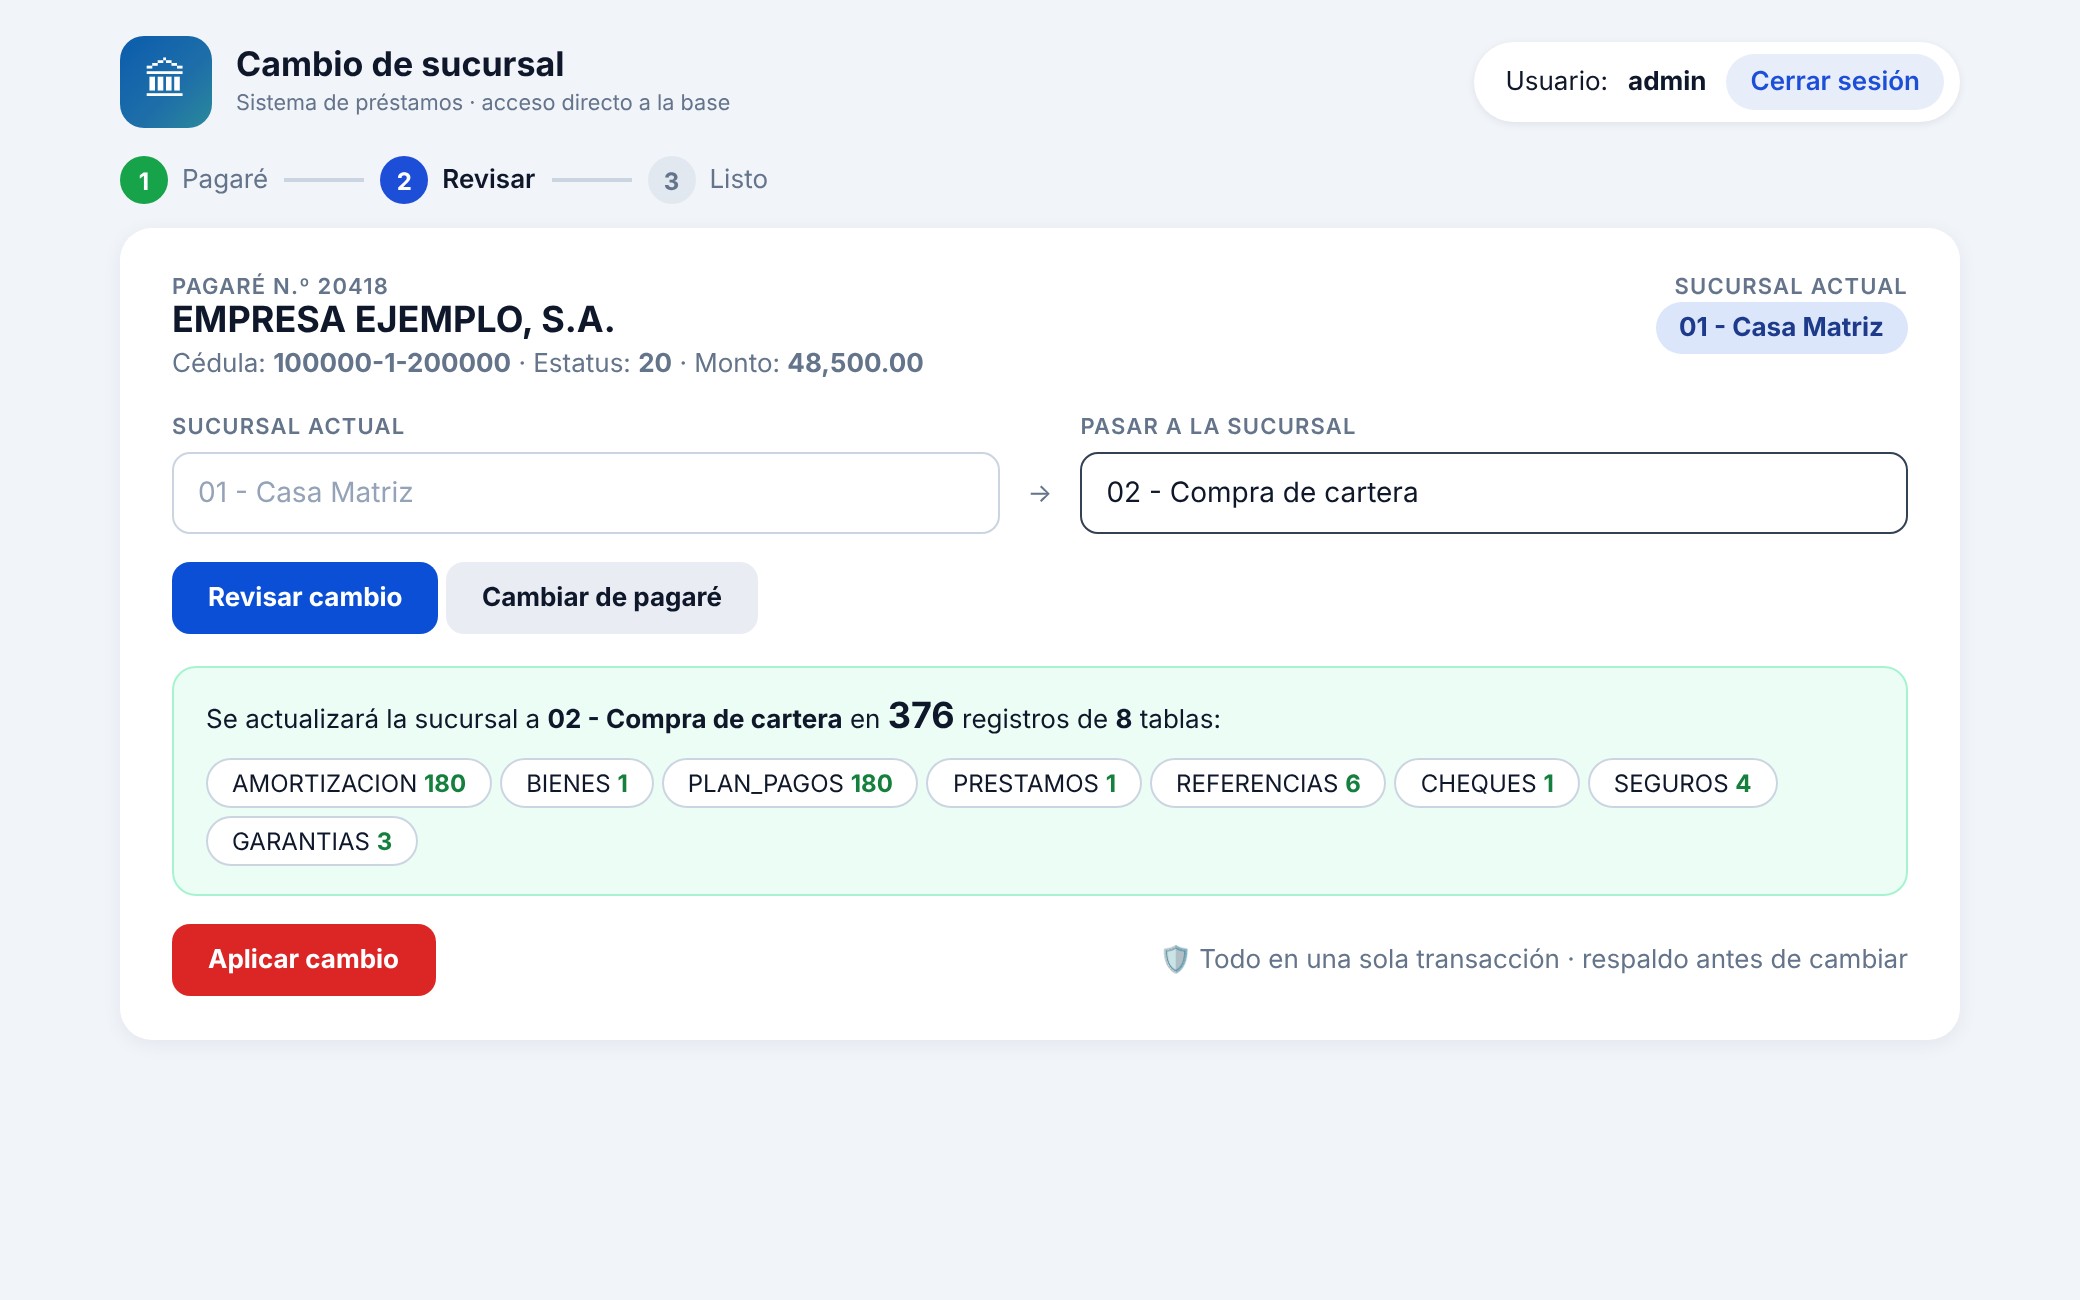 Cambio de sucursal
Sistema de préstamos · acceso directo a la base
Usuario: admin Cerrar sesión
1 Pagaré 2 Revisar 3 Listo
PAGARÉ N.º 20418
EMPRESA EJEMPLO, S.A.
Cédula: 100000-1-200000 · Estatus: 20 · Monto: 48,500.00
SUCURSAL ACTUAL
01 - Casa Matriz
SUCURSAL ACTUAL
01 - Casa Matriz
→
PASAR A LA SUCURSAL
02 - Compra de cartera
Revisar cambio Cambiar de pagaré
Se actualizará la sucursal a 02 - Compra de cartera en 376 registros de 8 tablas:
AMORTIZACION 180 BIENES 1 PLAN_PAGOS 180 PRESTAMOS 1 REFERENCIAS 6 CHEQUES 1 SEGUROS 4
GARANTIAS 3
Aplicar cambio
Todo en una sola transacción · respaldo antes de cambiar